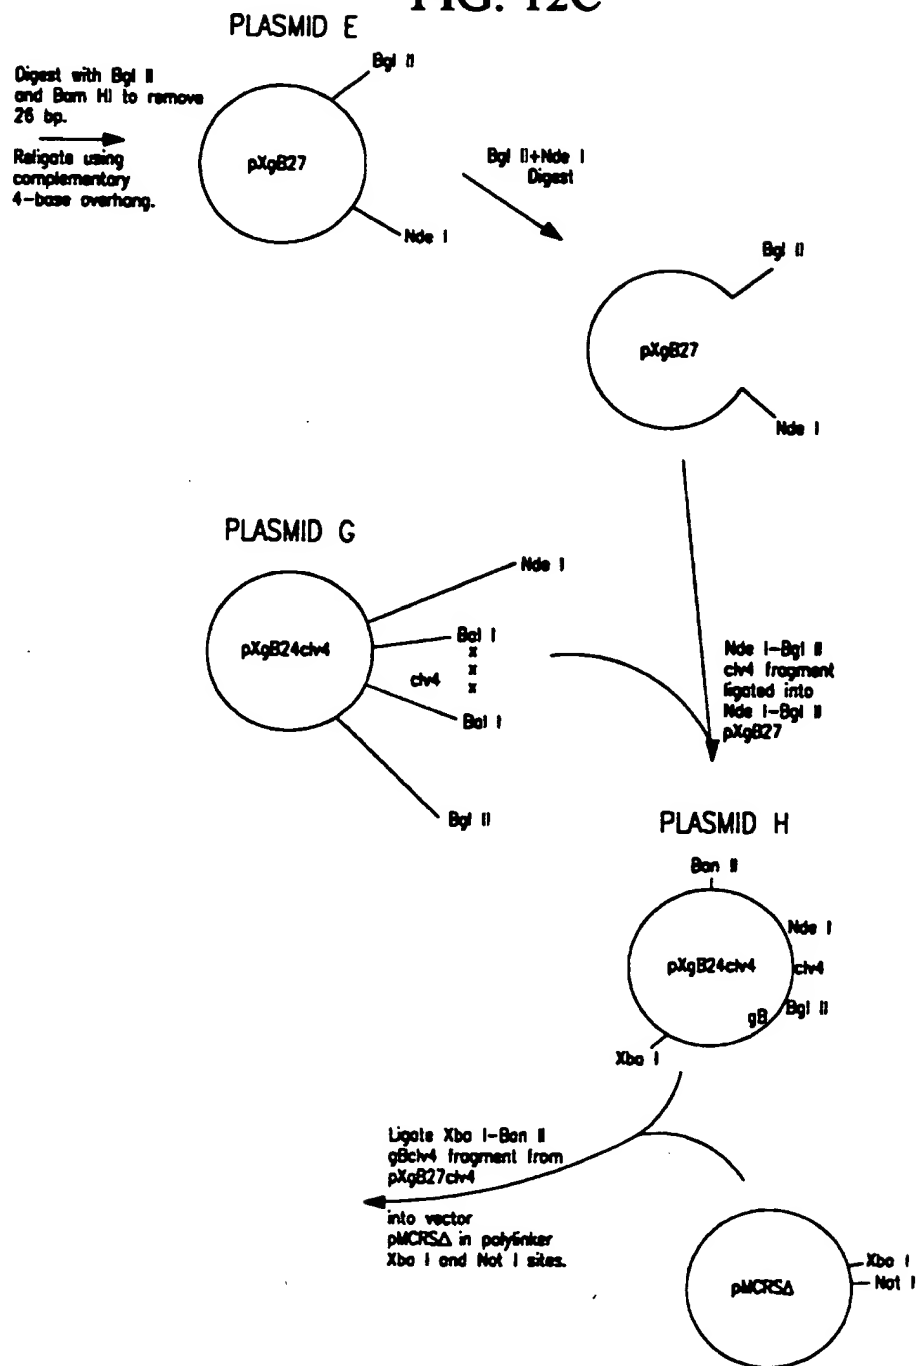 FIG. 12C
PLASMID E
Digest with Bgl II
and Bam HI to remove
26 bp.
Religate using
complementary
4-base overhang.
pXgB27
Bgl II
Nde I
Bgl II+Nde I
Digest
Bgl II
pXgB27
Nde I
PLASMID G
pXgB24clv4
Nde I
Bal I
x
x
x
clv4
Bal I
Bgl II
Nde I-Bgl II
clv4 fragment
ligated into
Nde I-Bgl II
pXgB27
PLASMID H
Ban II
Nde I
pXgB24clv4
clv4
Bgl II
gB
Xba I
Ligate Xba I-Ban II
gBclv4 fragment from
pXgB27clv4
into vector
pMCRSΔ in polylinker
Xba I and Not I sites.
pMCRSΔ
Xba I
Not I